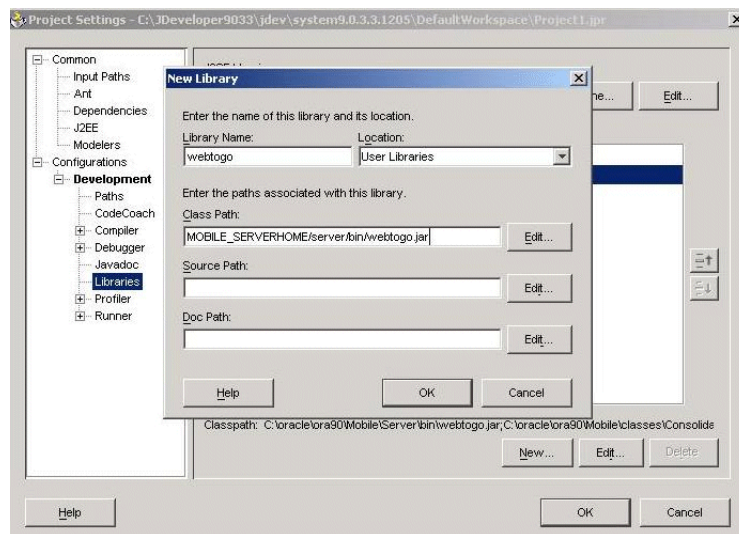 Project Settings - C:\JDeveloper9033\jdev\system9.0.3.3.1205\DefaultWorkspace\Project1.jpr
Common
Input Paths
Ant
Dependencies
J2EE
Modelers
Configurations
Development
Paths
CodeCoach
Compiler
Debugger
Javadoc
Libraries
Profiler
Runner
Edit...
New Library
Enter the name of this library and its location.
Library Name:
Location:
webtogo
User Libraries
Enter the paths associated with this library.
Class Path:
MOBILE_SERVERHOME/server/bin/webtogo.jar
Edit...
Source Path:
Edit...
Doc Path:
Edit...
Help
OK
Cancel
Classpath: C:\oracle\ora90\Mobile\Server\bin\webtogo.jar;C:\oracle\ora90\Mobile\classes\Consolida
New...
Edit...
Delete
Help
OK
Cancel